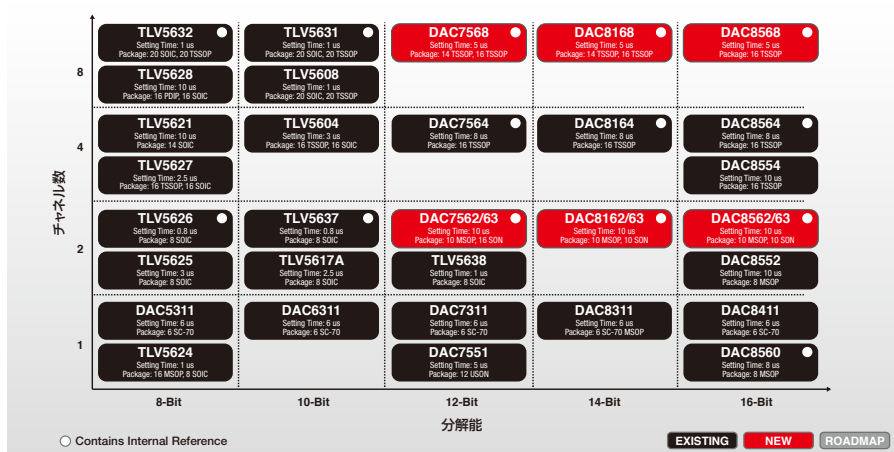 TLV5632
Setting Time: 1 us
Package: 20 SOIC, 20 TSSOP
TLV5631
Setting Time: 1 us
Package: 20 SOIC, 20 TSSOP
DAC7568
Setting Time: 5 us
Package: 14 TSSOP, 16 TSSOP
DAC8168
Setting Time: 5 us
Package: 14 TSSOP, 16 TSSOP
DAC8568
Setting Time: 5 us
Package: 16 TSSOP
8
TLV5628
Setting Time: 10 us
Package: 16 PDIP, 16 SOIC
TLV5608
Setting Time: 1 us
Package: 20 SOIC, 20 TSSOP
TLV5621
Setting Time: 10 us
Package: 14 SOIC
TLV5604
Setting Time: 3 us
Package: 16 TSSOP, 16 SOIC
DAC7564
Setting Time: 8 us
Package: 16 TSSOP
DAC8164
Setting Time: 8 us
Package: 16 TSSOP
DAC8564
Setting Time: 8 us
Package: 16 TSSOP
4
TLV5627
Setting Time: 2.5 us
Package: 16 TSSOP, 16 SOIC
DAC8554
Setting Time: 10 us
Package: 16 TSSOP
チャネル数
TLV5626
Setting Time: 0.8 us
Package: 8 SOIC
TLV5637
Setting Time: 0.8 us
Package: 8 SOIC
DAC7562/63
Setting Time: 10 us
Package: 10 MSOP, 16 SON
DAC8162/63
Setting Time: 10 us
Package: 10 MSOP, 10 SON
DAC8562/63
Setting Time: 10 us
Package: 10 MSOP, 10 SON
2
TLV5625
Setting Time: 3 us
Package: 8 SOIC
TLV5617A
Setting Time: 2.5 us
Package: 8 SOIC
TLV5638
Setting Time: 1 us
Package: 8 SOIC
DAC8552
Setting Time: 10 us
Package: 8 MSOP
DAC5311
Setting Time: 6 us
Package: 6 SC-70
DAC6311
Setting Time: 6 us
Package: 6 SC-70
DAC7311
Setting Time: 6 us
Package: 6 SC-70
DAC8311
Setting Time: 6 us
Package: 6 SC-70 MSOP
DAC8411
Setting Time: 6 us
Package: 6 SC-70
1
TLV5624
Setting Time: 1 us
Package: 16 MSOP, 8 SOIC
DAC7551
Setting Time: 5 us
Package: 12 USON
DAC8560
Setting Time: 8 us
Package: 8 MSOP
8-Bit
10-Bit
12-Bit
14-Bit
16-Bit
分解能
Contains Internal Reference
EXISTING
NEW
ROADMAP